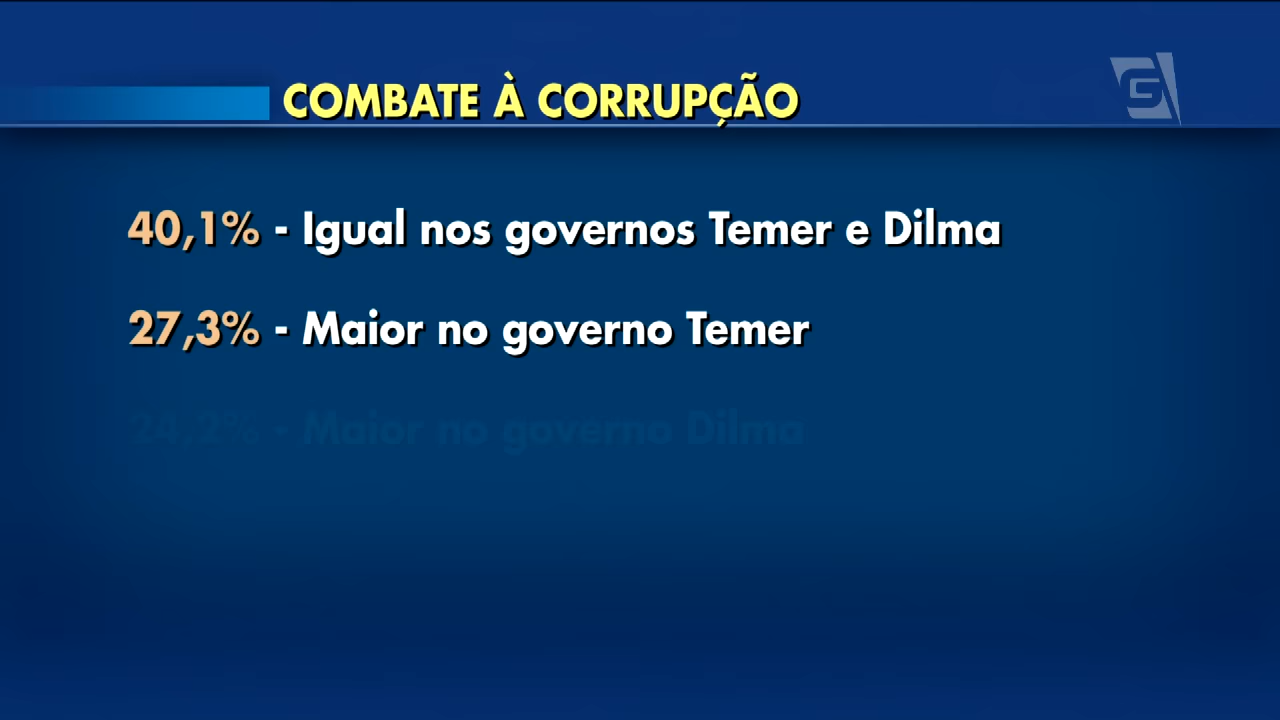 COMBATE À CORRUPÇÃO
40,1% - Igual nos governos Temer e Dilma
27,3% - Maior no governo Temer
24,2% - Maior no governo Dilma